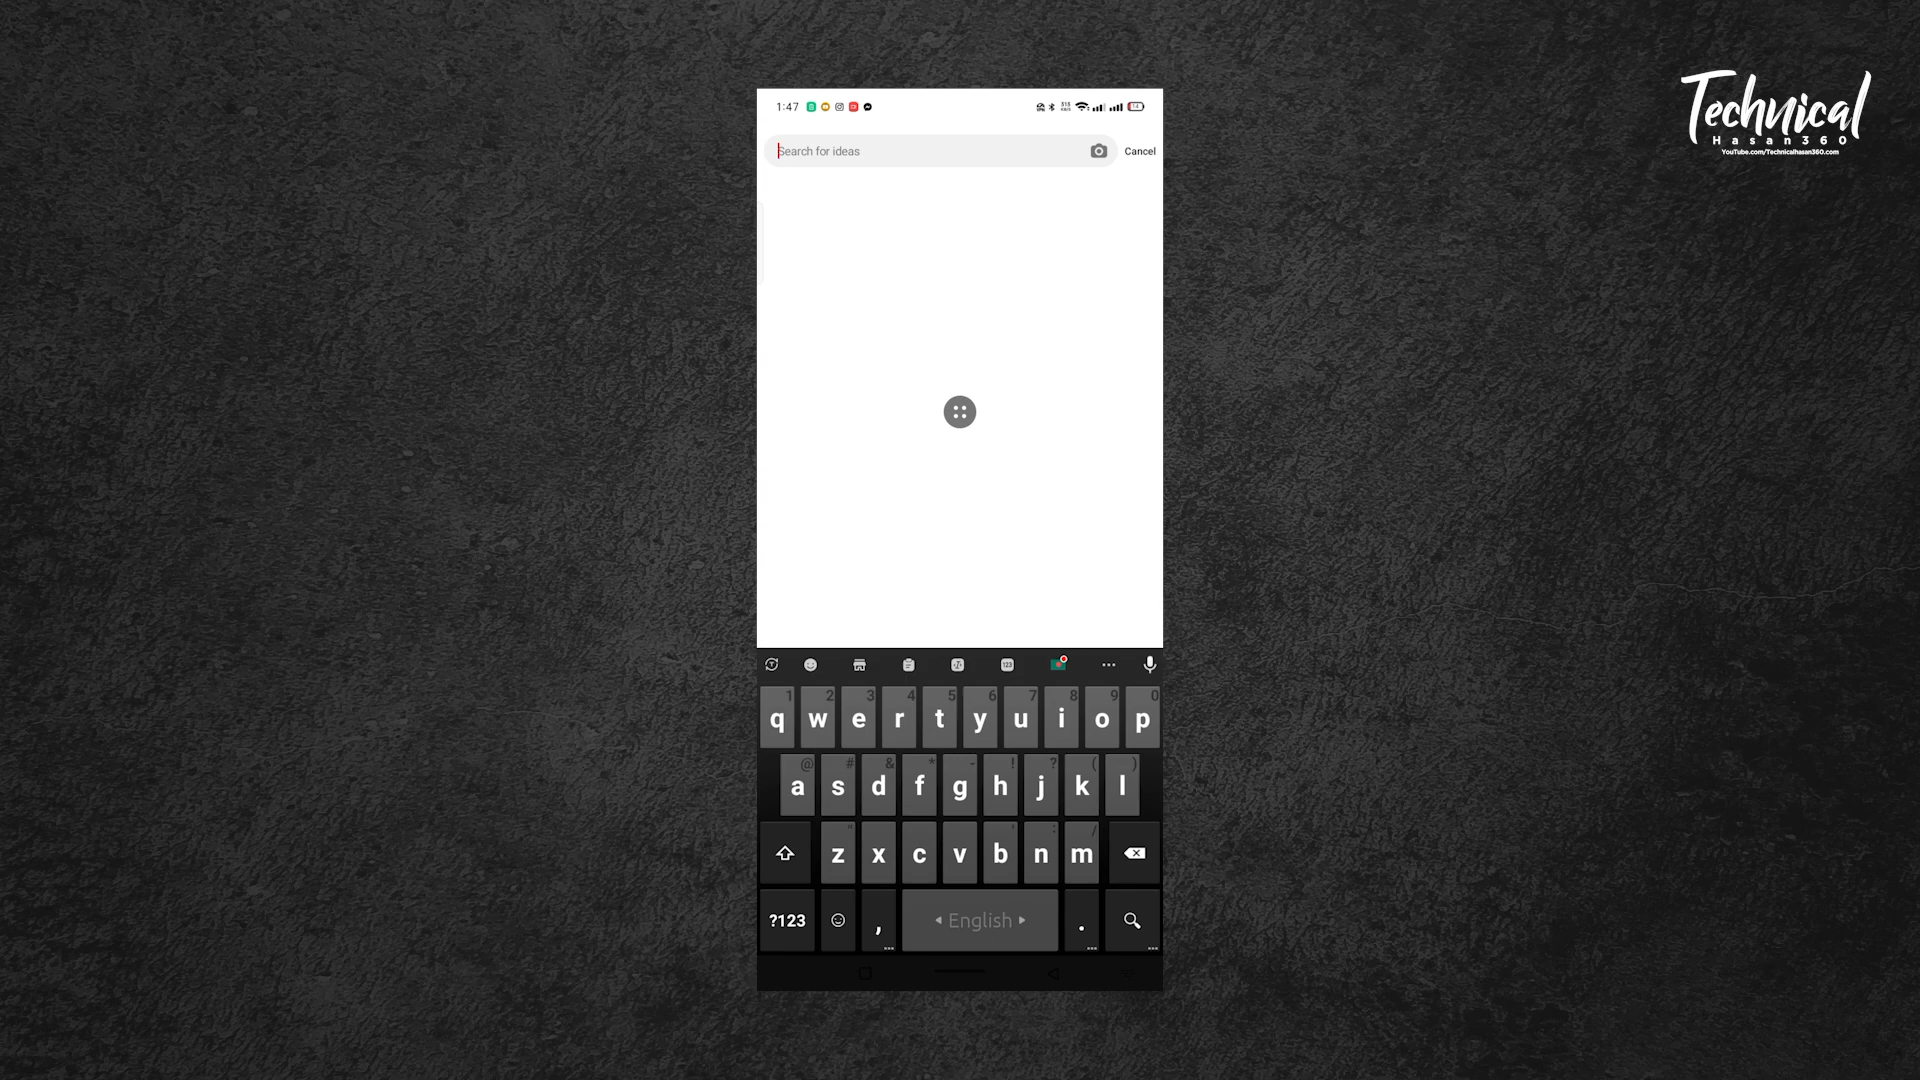 Technical
Hasan360
YouTube.com/Technicalhasan360.com
1:47
Search for ideas
Cancel
123
1 2 3 4 5 6 7 8 9 0
q w e r t y u i o p
@ # & * - ! ? ( )
a s d f g h j k l
" ' : /
z x c v b n m
?123 , English .